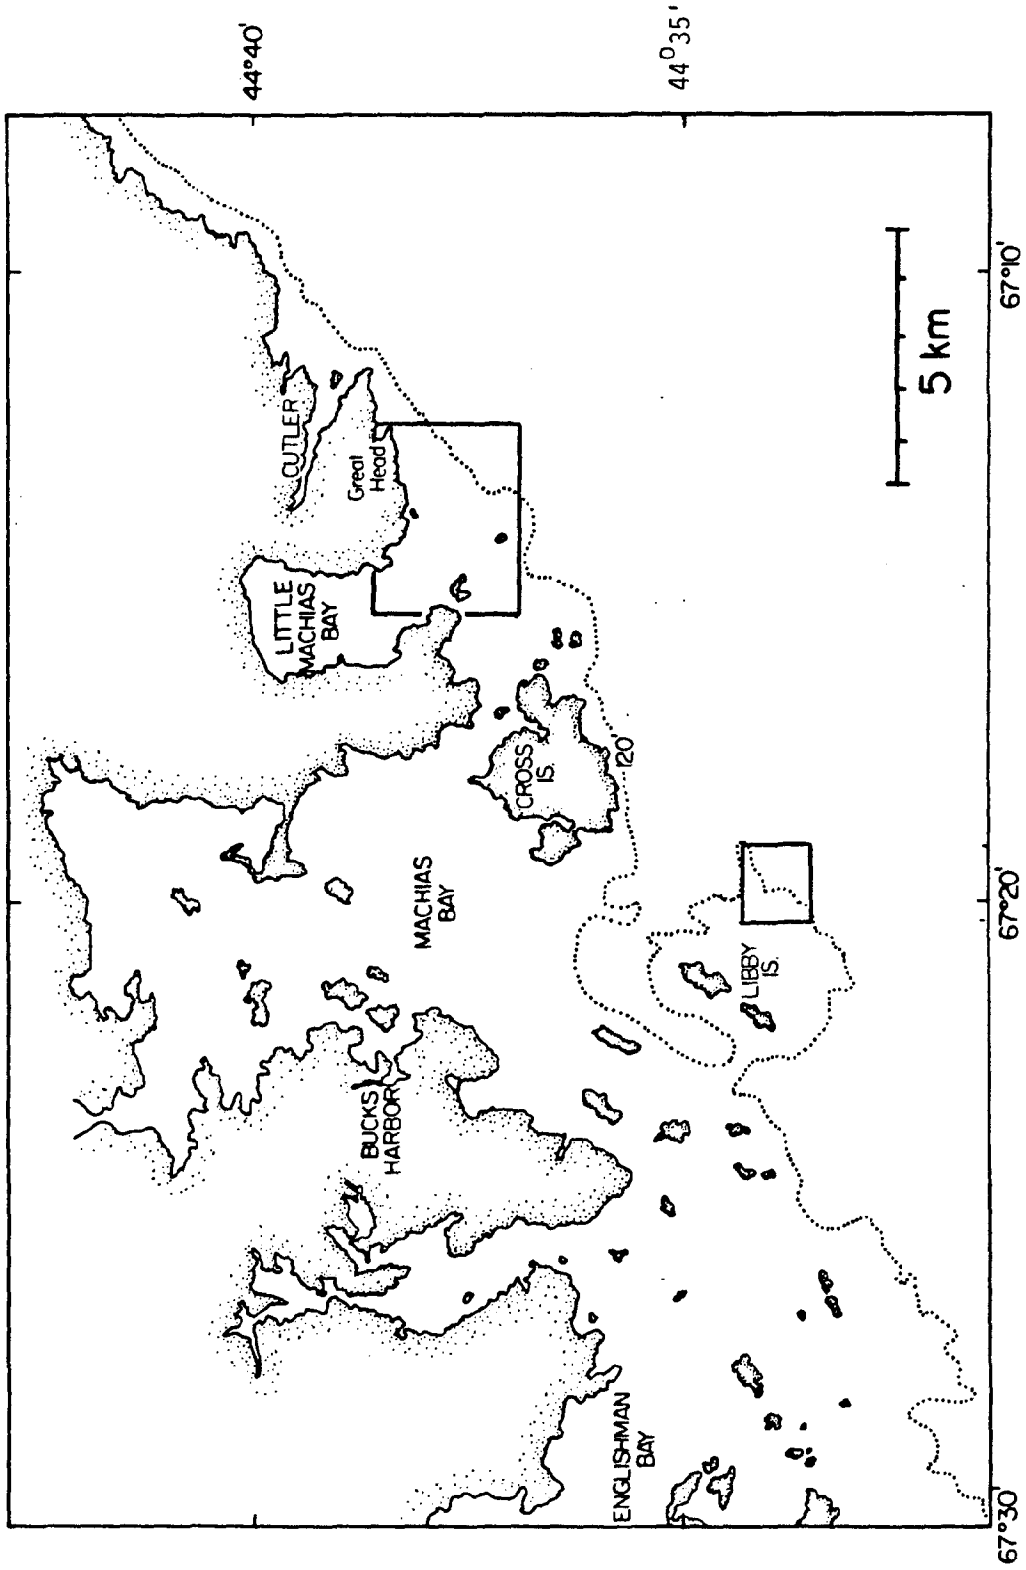 44°40'
44°35'
CUTLER
Great
Head
LITTLE
MACHIAS
BAY
5 km
67°10'
CROSS
IS.
120
MACHIAS
BAY
67°20'
LIBBY
IS.
BUCKS
HARBOR
ENGLISHMAN
BAY
67°30'